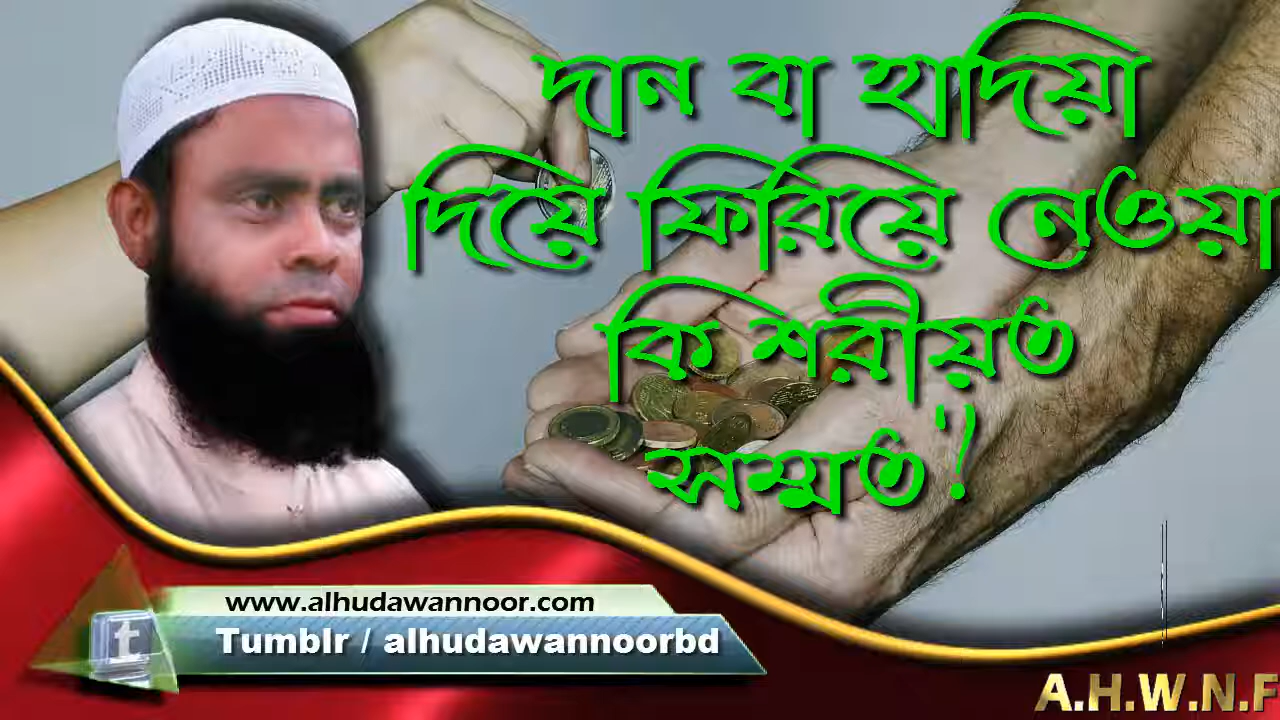 দান বা হাদিয়া
দিয়ে ফিরিয়ে নেওয়া
কি শরীয়ত
সম্মত'!
www.alhudawannoor.com
t
Tumblr / alhudawannoorbd
A.H.W.N.F